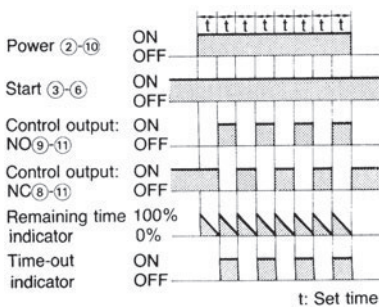 t t t t t t t t
Power ②-⑩ ON
OFF
Start ③-⑥ ON
OFF
Control output: ON
NO⑨-⑪ OFF
Control output: ON
NC⑧-⑪ OFF
Remaining time 100%
indicator 0%
Time-out ON
indicator OFF
t: Set time